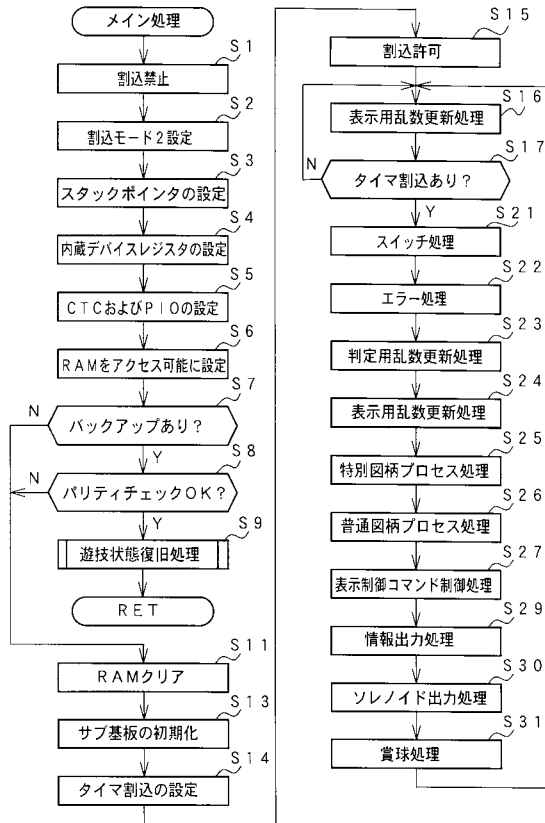 メイン処理
S1
割込禁止
S2
割込モード2設定
S3
スタックポインタの設定
S4
内蔵デバイスレジスタの設定
S5
CTCおよびPIOの設定
S6
RAMをアクセス可能に設定
S7
バックアップあり?
N
Y
S8
パリティチェックOK?
N
Y
S9
遊技状態復旧処理
RET
S11
RAMクリア
S13
サブ基板の初期化
S14
タイマ割込の設定
S15
割込許可
S16
表示用乱数更新処理
S17
タイマ割込あり?
N
Y
S21
スイッチ処理
S22
エラー処理
S23
判定用乱数更新処理
S24
表示用乱数更新処理
S25
特別図柄プロセス処理
S26
普通図柄プロセス処理
S27
表示制御コマンド制御処理
S29
情報出力処理
S30
ソレノイド出力処理
S31
賞球処理